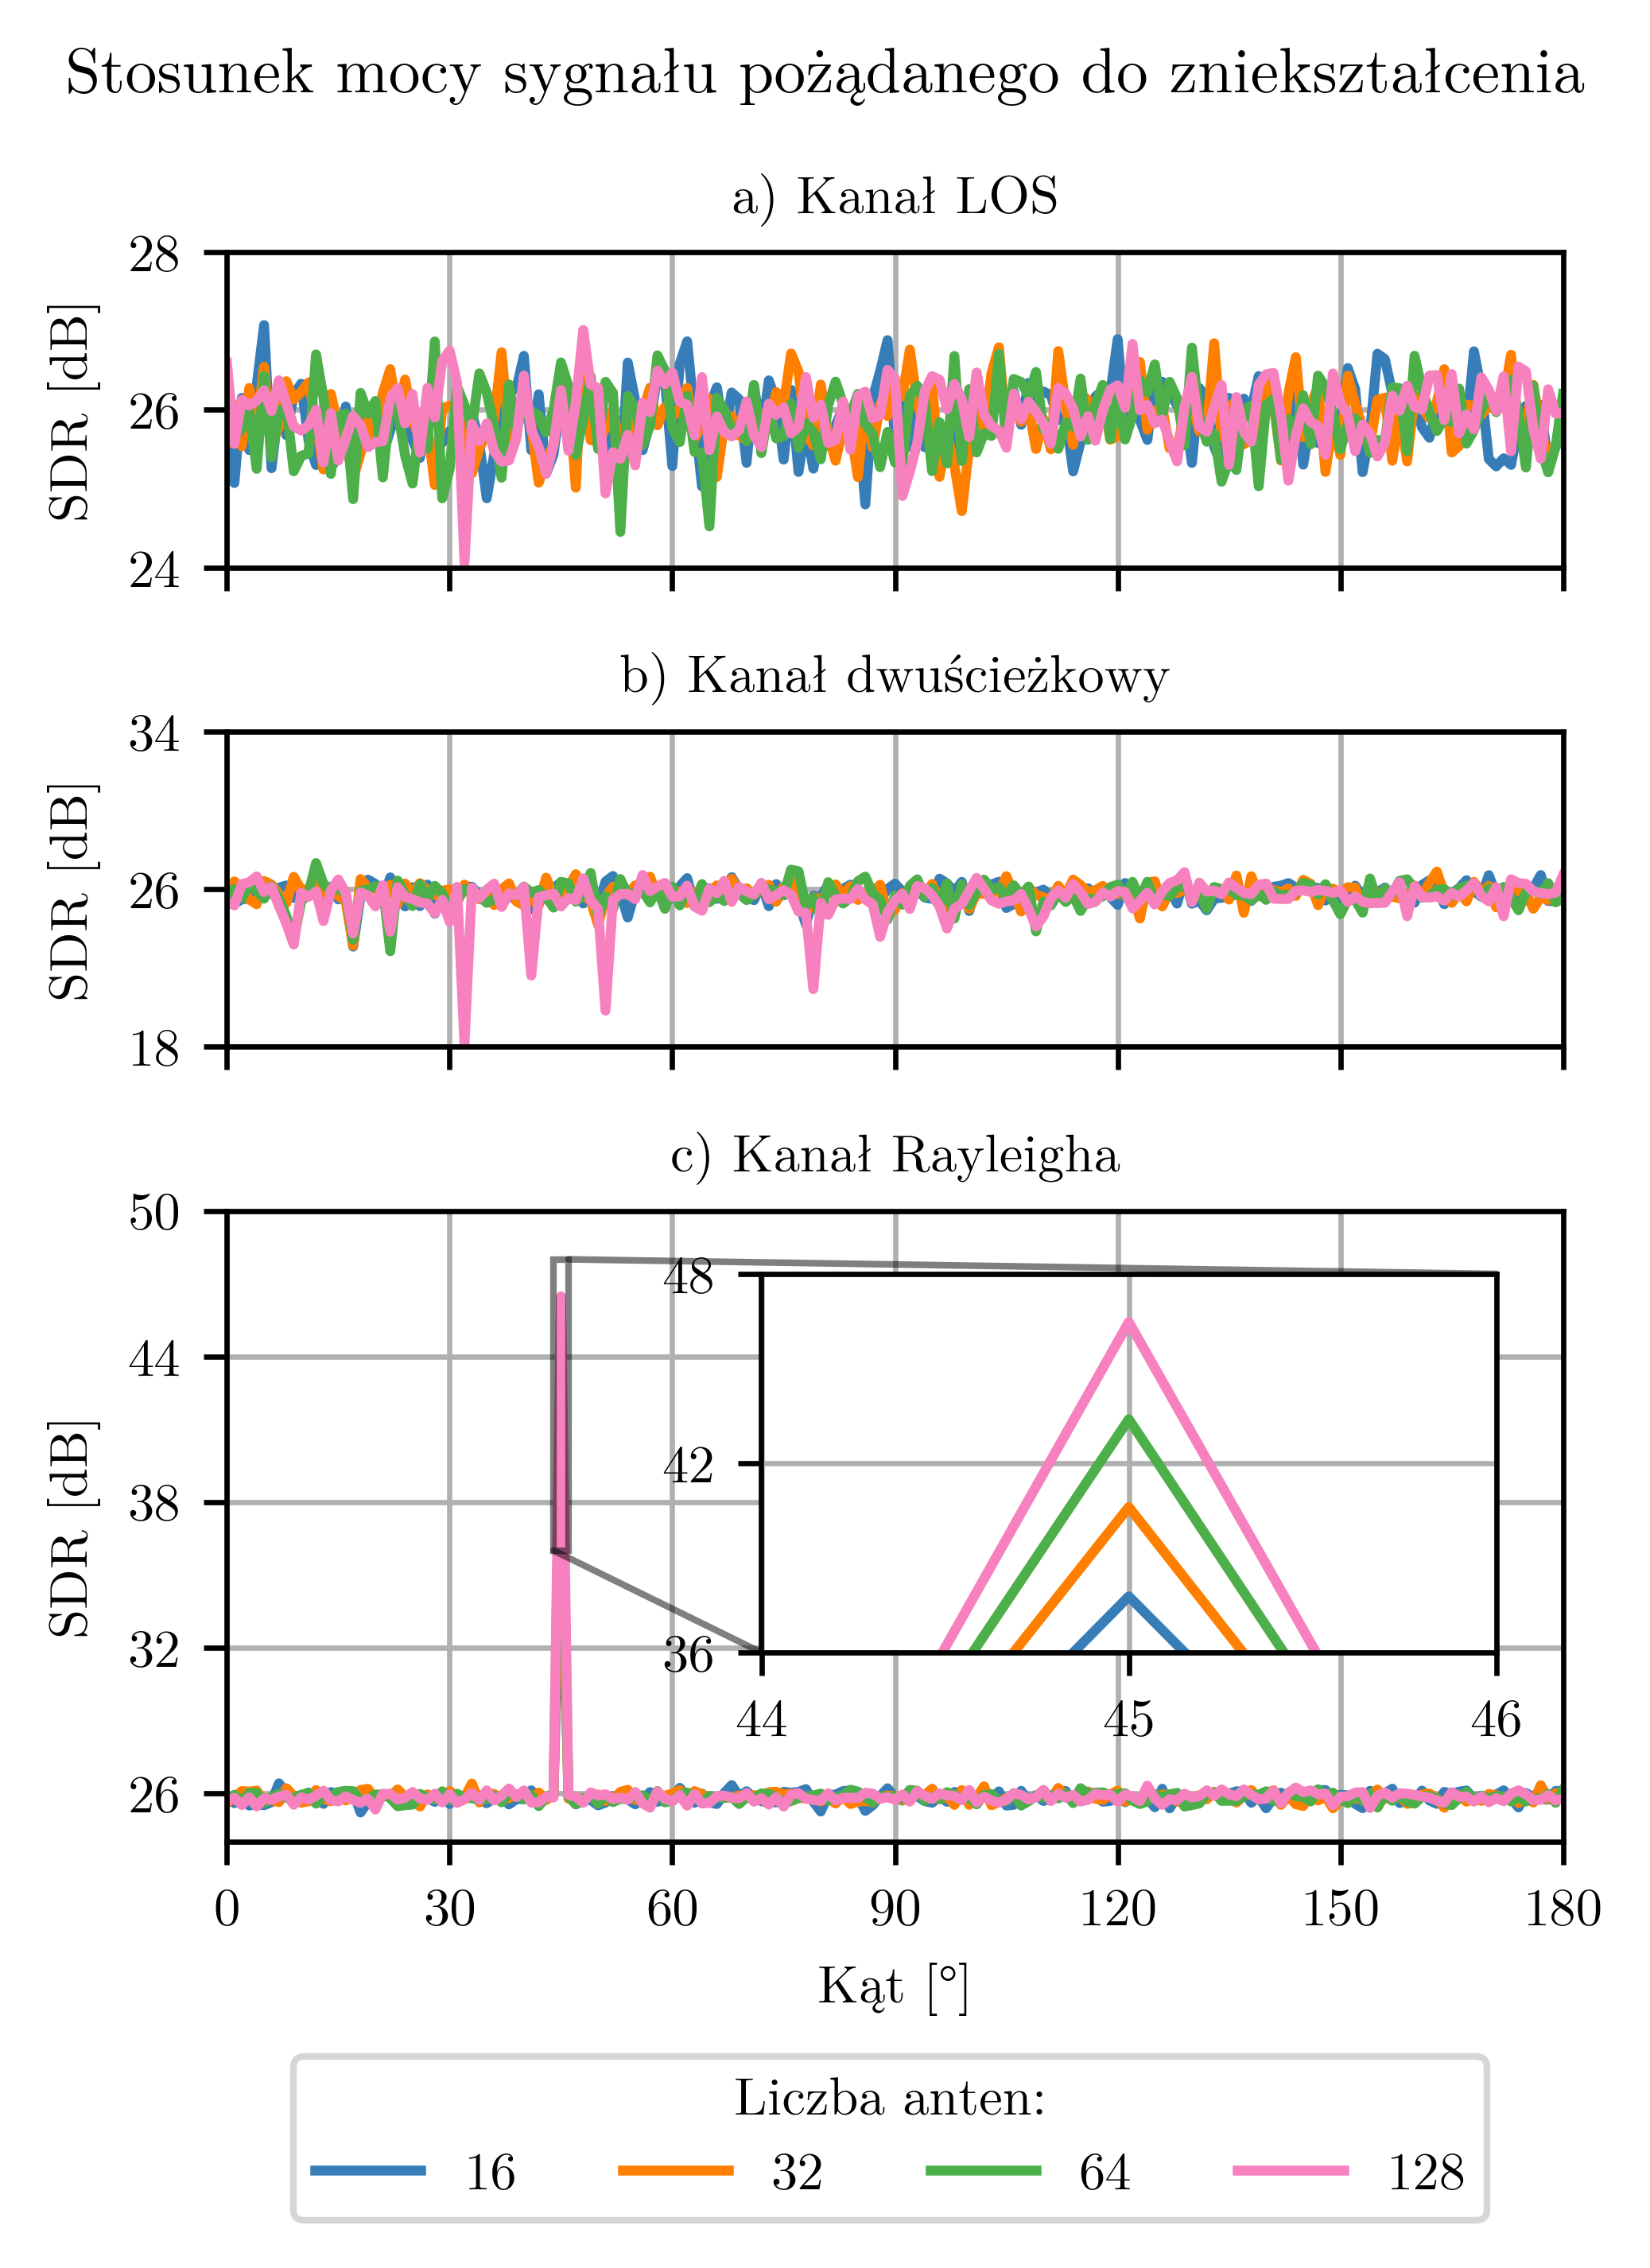 Stosunek mocy sygnału pożądanego do zniekształcenia
a) Kanał LOS
28
26
24
SDR [dB]
b) Kanał dwuścieżkowy
34
26
18
SDR [dB]
c) Kanał Rayleigha
50
44
38
32
26
SDR [dB]
48
42
36
44 45 46
0 30 60 90 120 150 180
Kąt [°]
Liczba anten:
16 32 64 128